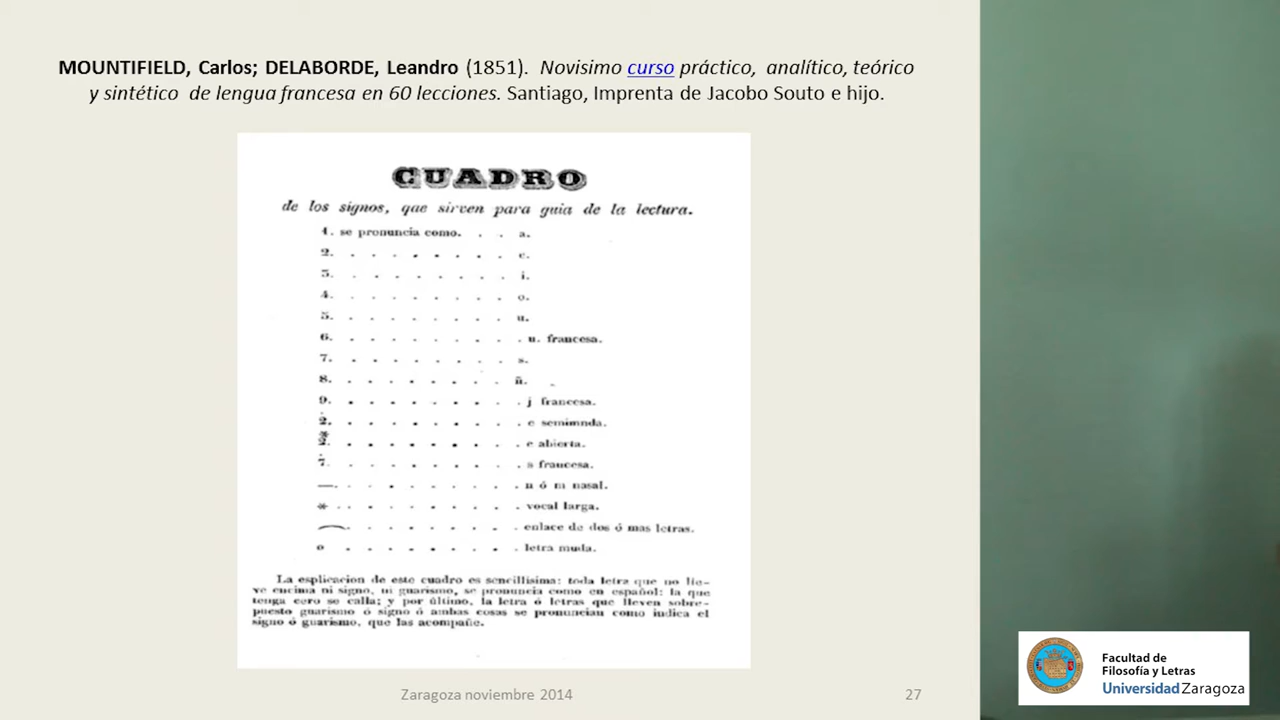 MOUNTIFIELD, Carlos; DELABORDE, Leandro (1851). Novisimo curso práctico, analítico, teórico
y sintético de lengua francesa en 60 lecciones. Santiago, Imprenta de Jacobo Souto e hijo.
CUADRO
de los signos, que sirven para guia de la lectura.
1. se pronuncia como. . . a.
2. . . . . . . . . e.
3. . . . . . . . . i.
4. . . . . . . . . o.
5. . . . . . . . . u.
6. . . . . . . . . u. francesa.
7. . . . . . . . . s.
8. . . . . . . . . ñ.
9. . . . . . . . . j francesa.
2. . . . . . . . . e semimuda.
2. . . . . . . . . e abierta.
7. . . . . . . . . s francesa.
—. . . . . . . . . n ó m nasal.
* . . . . . . . . . vocal larga.
⁀. . . . . . . . . enlace de dos ó mas letras.
o . . . . . . . . . letra muda.
La esplicacion de este cuadro es sencillisima: toda letra que no lle-
ve encima ni signo, ni guarismo, se pronuncia como en español: la que
tenga cero se calla; y por último, la letra ó letras que lleven sobre-
puesto guarismo ó signo ó ambas cosas se pronuncian como indica el
signo ó guarismo, que las acompañe.
Zaragoza noviembre 2014
27
Facultad de
Filosofía y Letras
Universidad Zaragoza